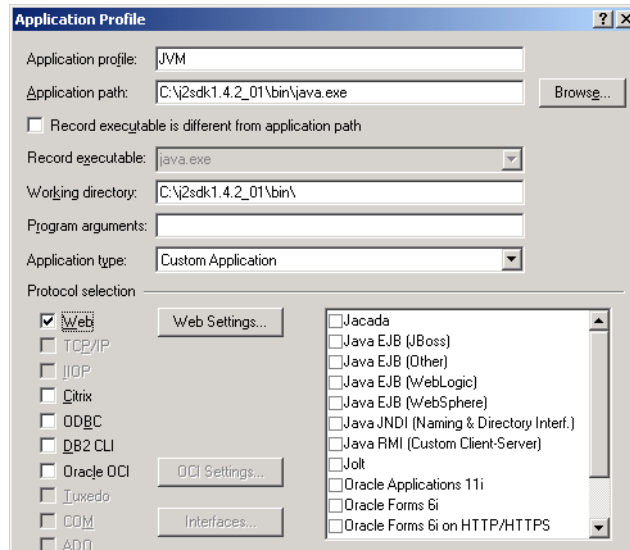 Application Profile
Application profile: JVM
Application path: C:\j2sdk1.4.2_01\bin\java.exe Browse...
Record executable is different from application path
Record executable: java.exe
Working directory: C:\j2sdk1.4.2_01\bin\
Program arguments:
Application type: Custom Application
Protocol selection
Web
TCP/IP
IIOP
Citrix
ODBC
DB2 CLI
Oracle OCI
Tuxedo
COM
ADO
Web Settings...
OCI Settings...
Interfaces...
Jacada
Java EJB (JBoss)
Java EJB (Other)
Java EJB (WebLogic)
Java EJB (WebSphere)
Java JNDI (Naming & Directory Interf.)
Java RMI (Custom Client-Server)
Jolt
Oracle Applications 11i
Oracle Forms 6i
Oracle Forms 6i on HTTP/HTTPS